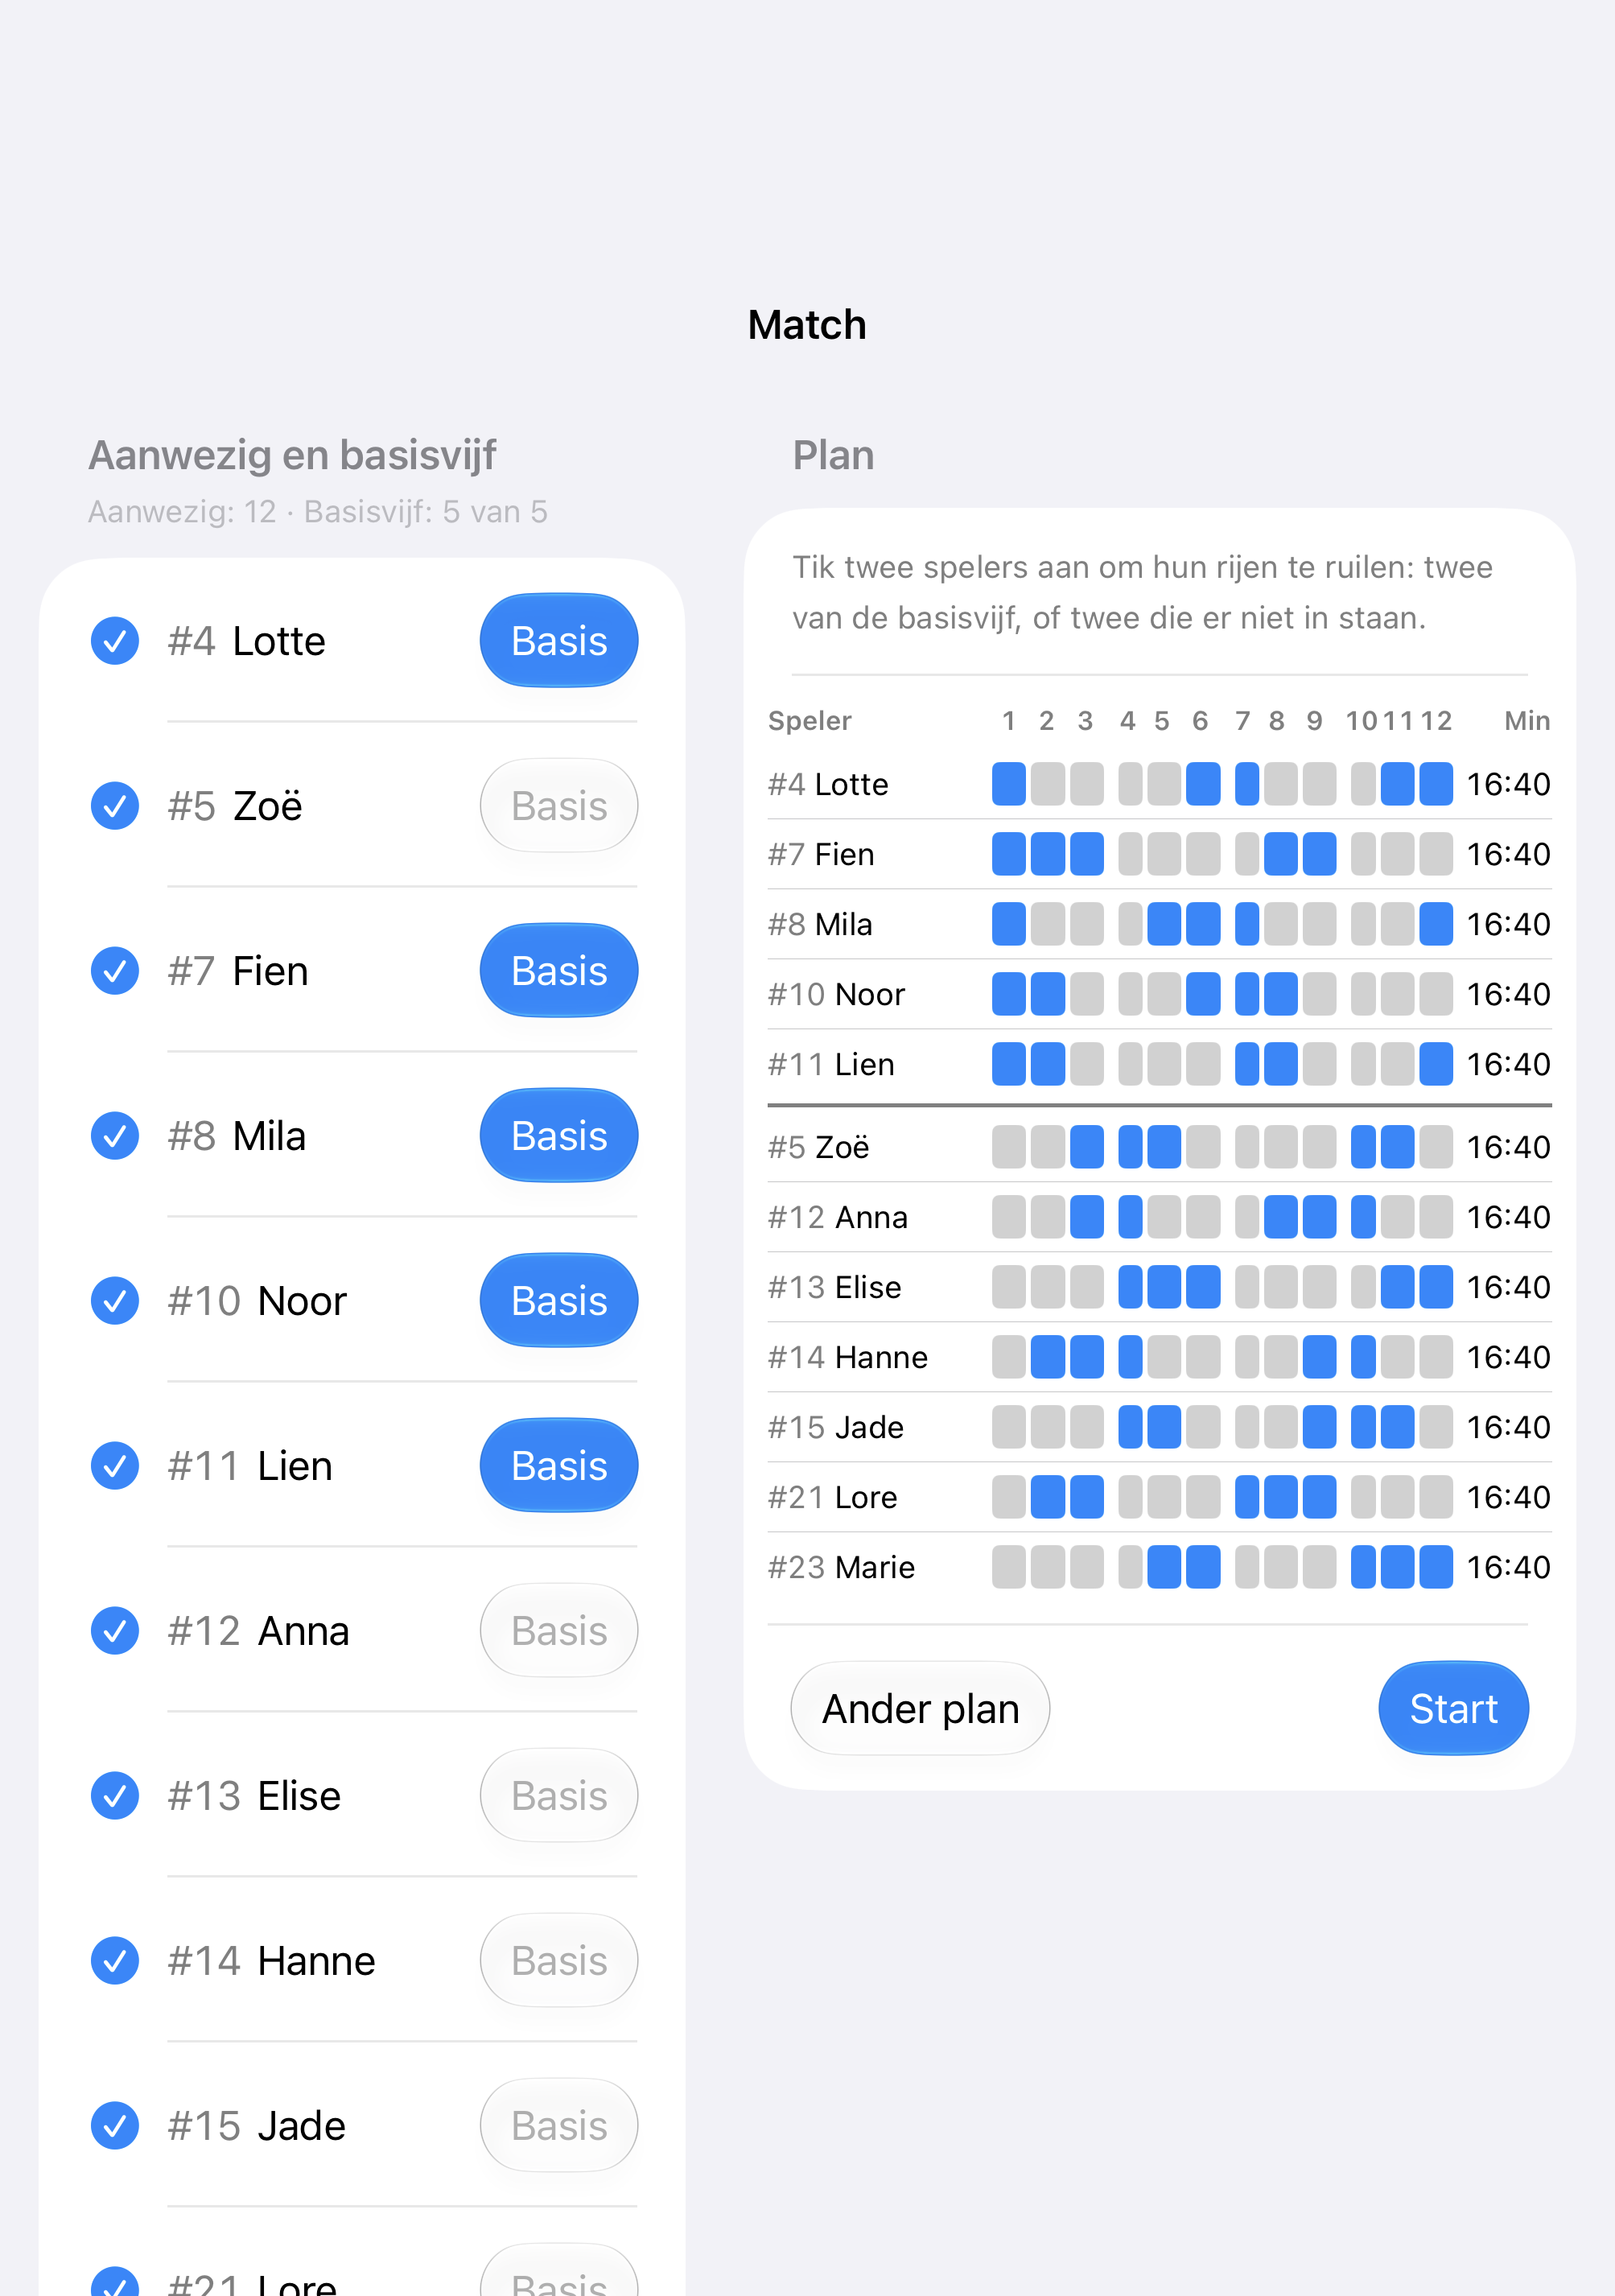 Match
Aanwezig en basisvijf
Aanwezig: 12 · Basisvijf: 5 van 5
#4 Lotte Basis
#5 Zoë Basis
#7 Fien Basis
#8 Mila Basis
#10 Noor Basis
#11 Lien Basis
#12 Anna Basis
#13 Elise Basis
#14 Hanne Basis
#15 Jade Basis
#21 Lore Basis
Plan
Tik twee spelers aan om hun rijen te ruilen: twee
van de basisvijf, of twee die er niet in staan.
Speler 1 2 3 4 5 6 7 8 9 10 11 12 Min
#4 Lotte 16:40
#7 Fien 16:40
#8 Mila 16:40
#10 Noor 16:40
#11 Lien 16:40
#5 Zoë 16:40
#12 Anna 16:40
#13 Elise 16:40
#14 Hanne 16:40
#15 Jade 16:40
#21 Lore 16:40
#23 Marie 16:40
Ander plan Start